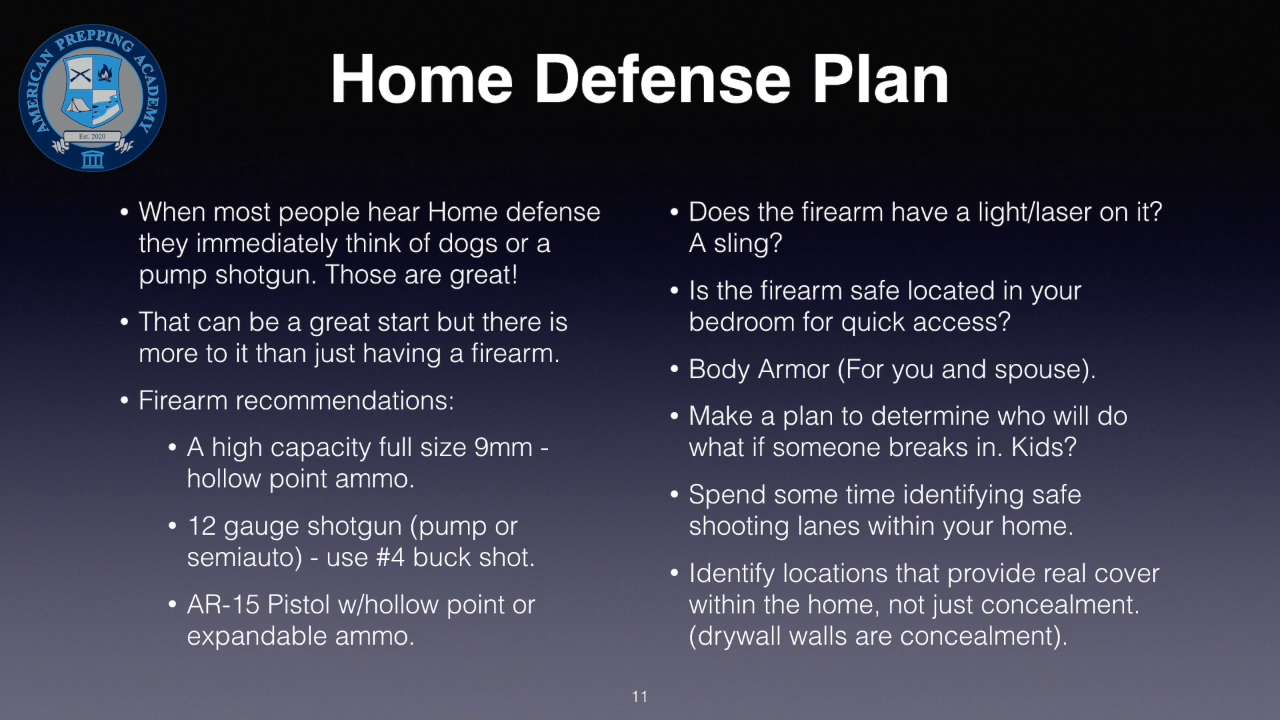 AMERICAN PREPPING ACADEMY
Est. 2020
Home Defense Plan
• When most people hear Home defense
they immediately think of dogs or a
pump shotgun. Those are great!
• That can be a great start but there is
more to it than just having a firearm.
• Firearm recommendations:
• A high capacity full size 9mm -
hollow point ammo.
• 12 gauge shotgun (pump or
semiauto) - use #4 buck shot.
• AR-15 Pistol w/hollow point or
expandable ammo.
• Does the firearm have a light/laser on it?
A sling?
• Is the firearm safe located in your
bedroom for quick access?
• Body Armor (For you and spouse).
• Make a plan to determine who will do
what if someone breaks in. Kids?
• Spend some time identifying safe
shooting lanes within your home.
• Identify locations that provide real cover
within the home, not just concealment.
(drywall walls are concealment).
11